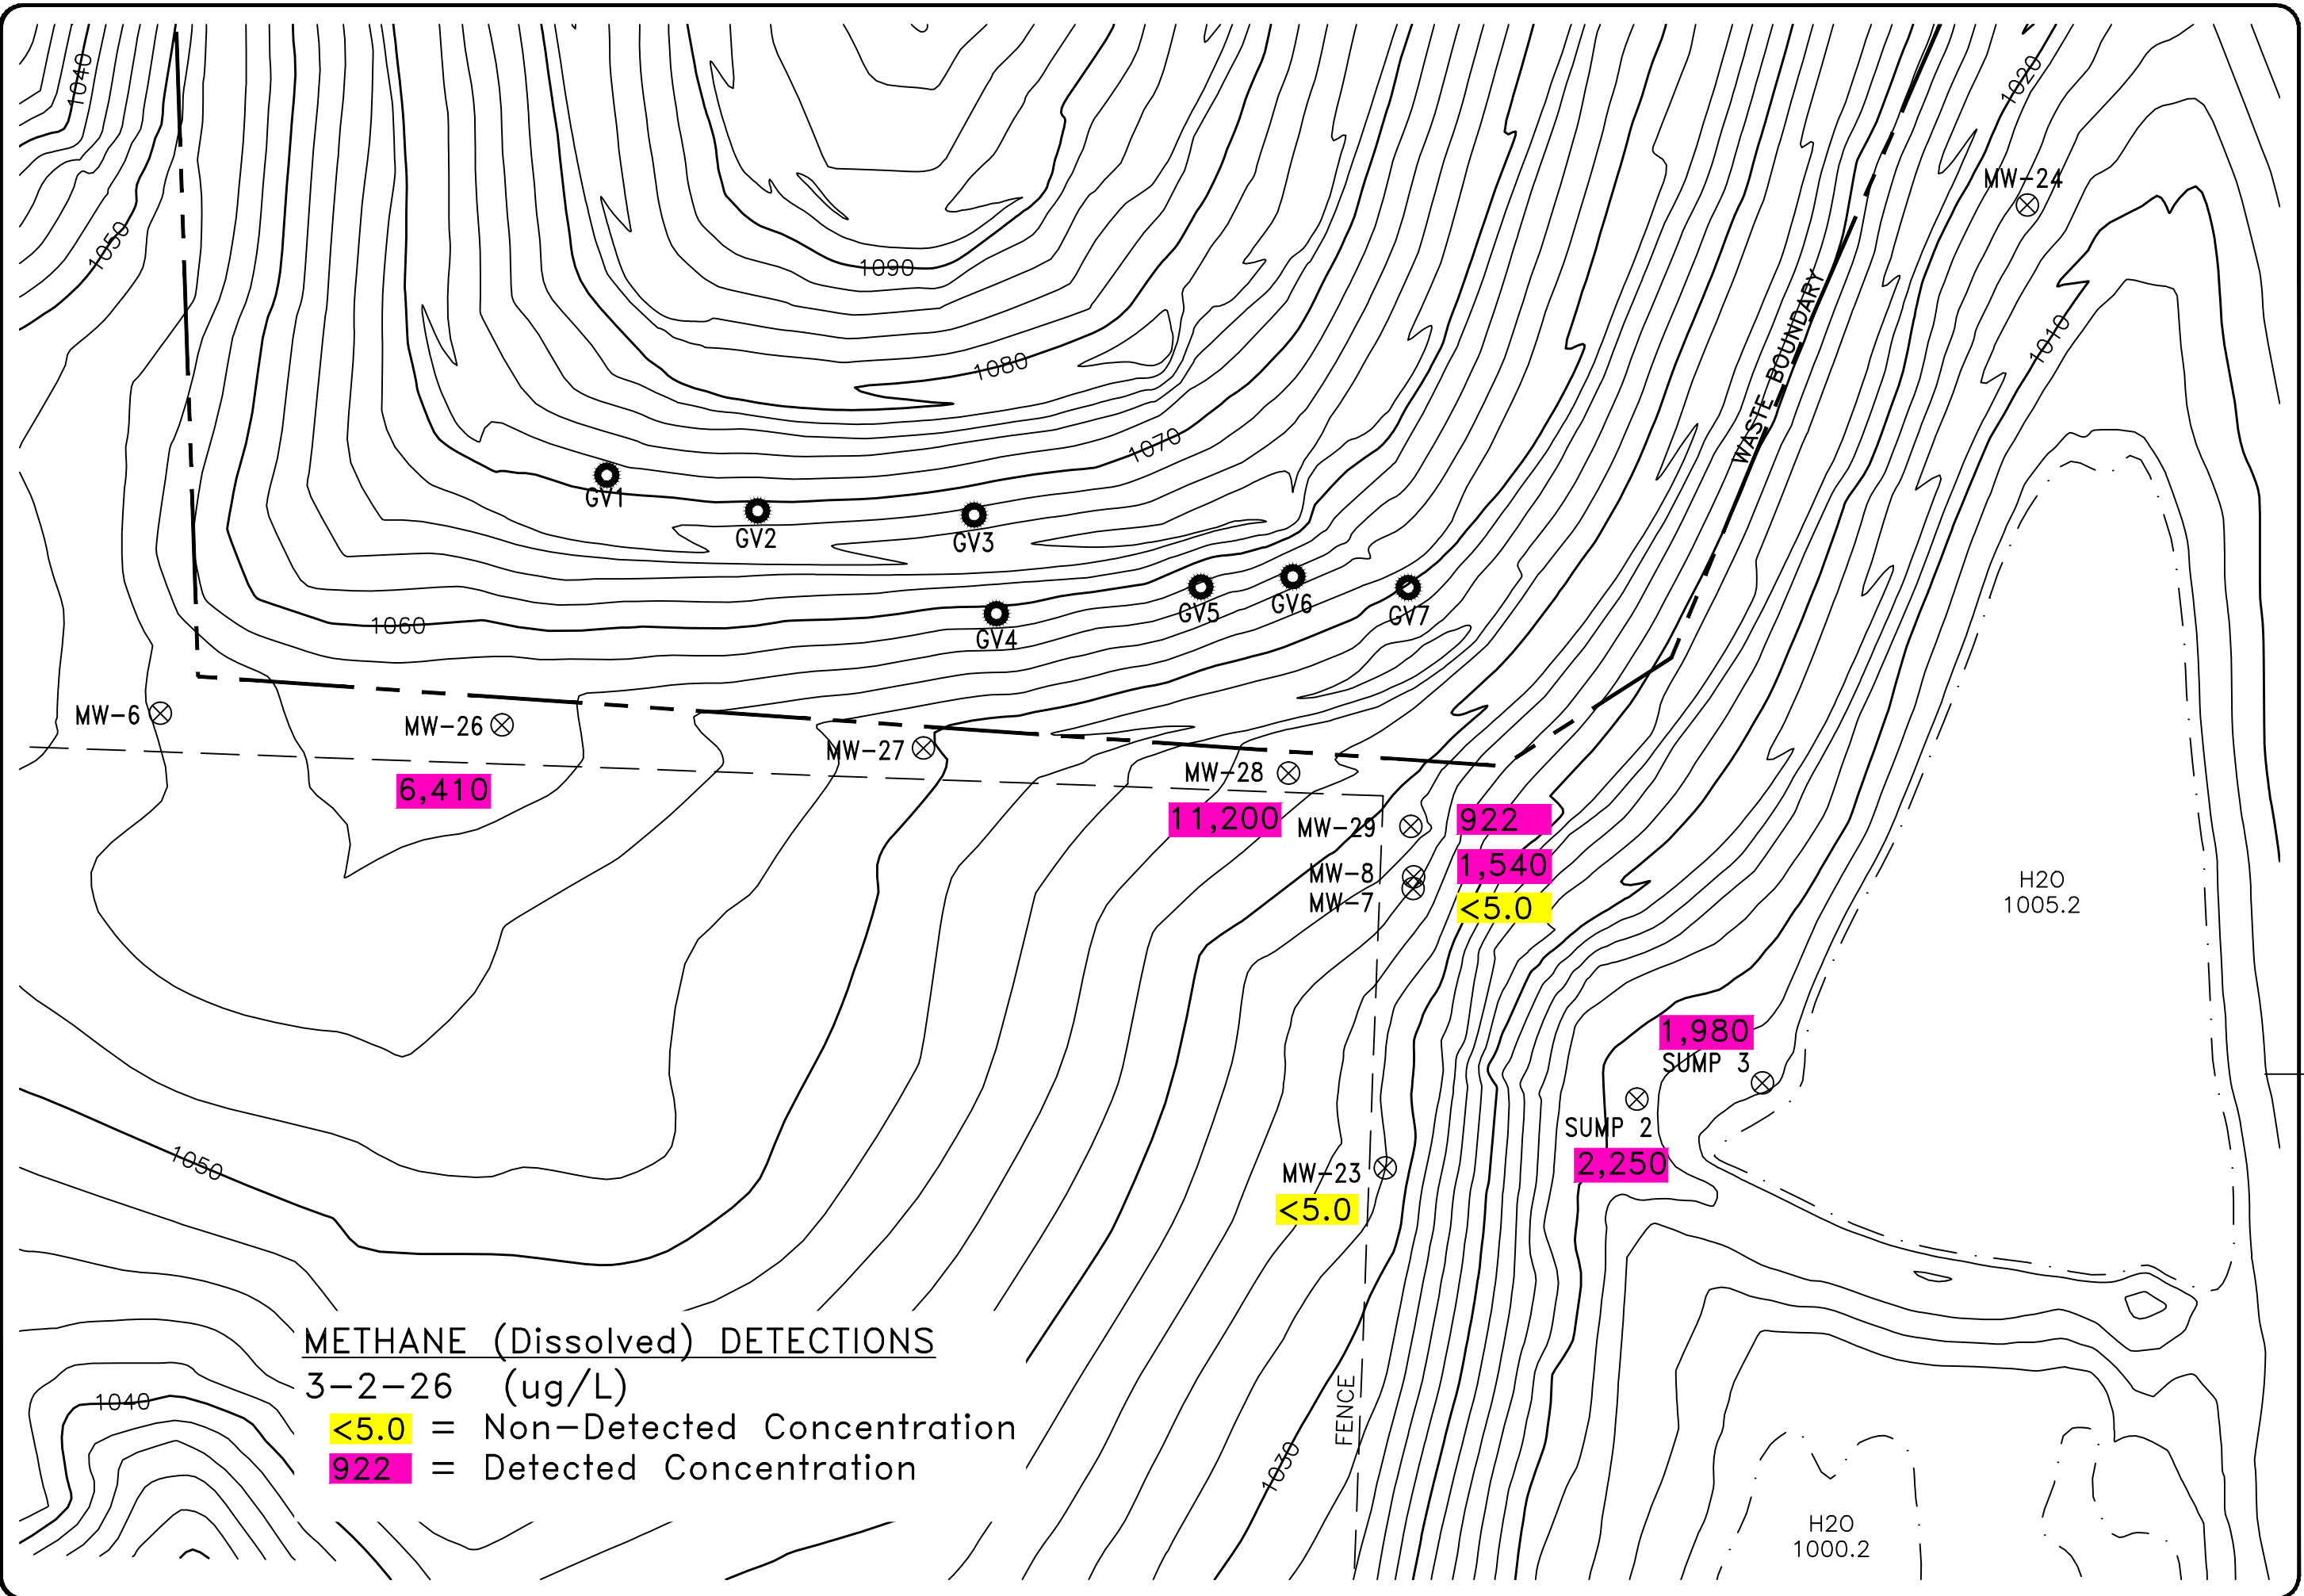 1040
1020
MW-24
1050
1090
WASTE BOUNDARY
1010
1080
1070
GV1
GV2
GV3
GV4
GV5
GV6
GV7
1060
MW-6
MW-26
MW-27
MW-28
6,410
11,200
MW-29
922
MW-8
1,540
MW-7
<5.0
H2O
1005.2
1,980
SUMP 3
SUMP 2
2,250
1050
MW-23
<5.0
METHANE (Dissolved) DETECTIONS
3-2-26 (ug/L)
<5.0 = Non-Detected Concentration
922 = Detected Concentration
1040
FENCE
1030
H2O
1000.2